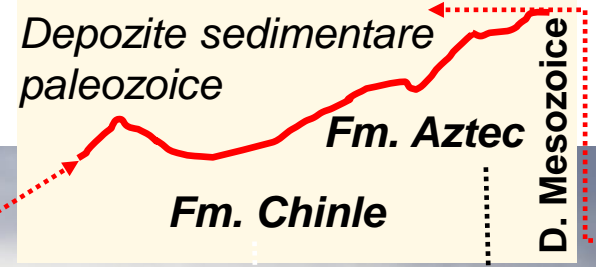 Depozite sedimentare
paleozoice
Fm. Aztec
Fm. Chinle
D. Mesozoice